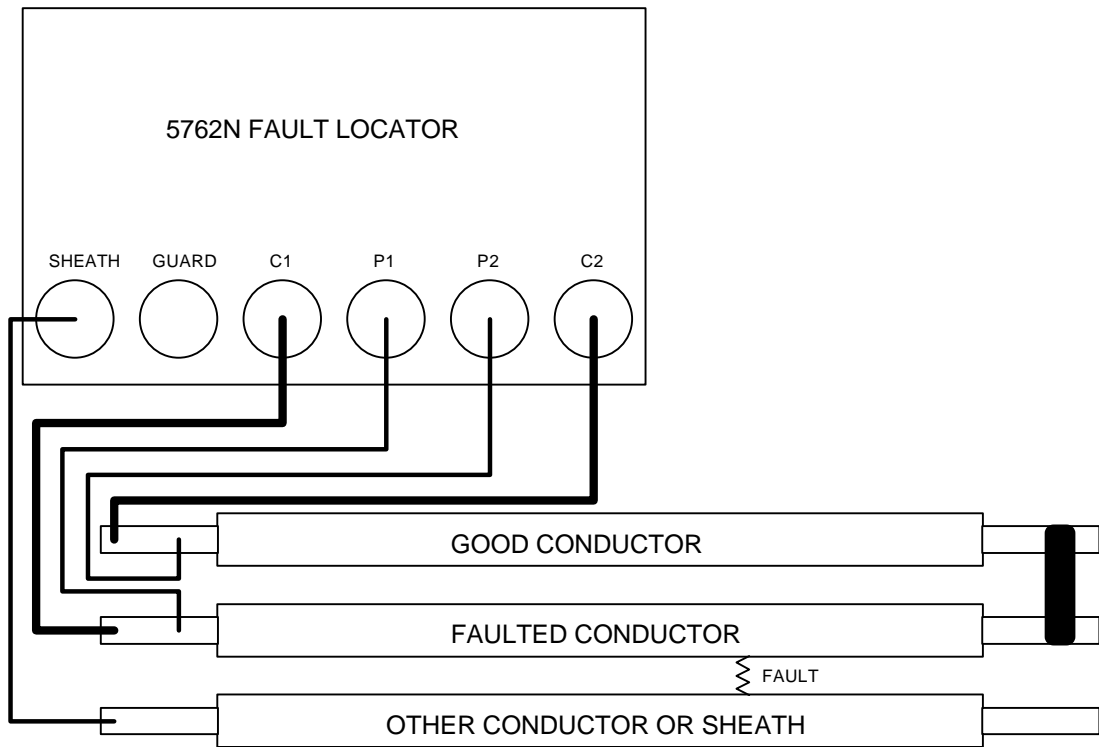 5762N FAULT LOCATOR
SHEATH GUARD C1 P1 P2 C2
GOOD CONDUCTOR
FAULTED CONDUCTOR
FAULT
OTHER CONDUCTOR OR SHEATH